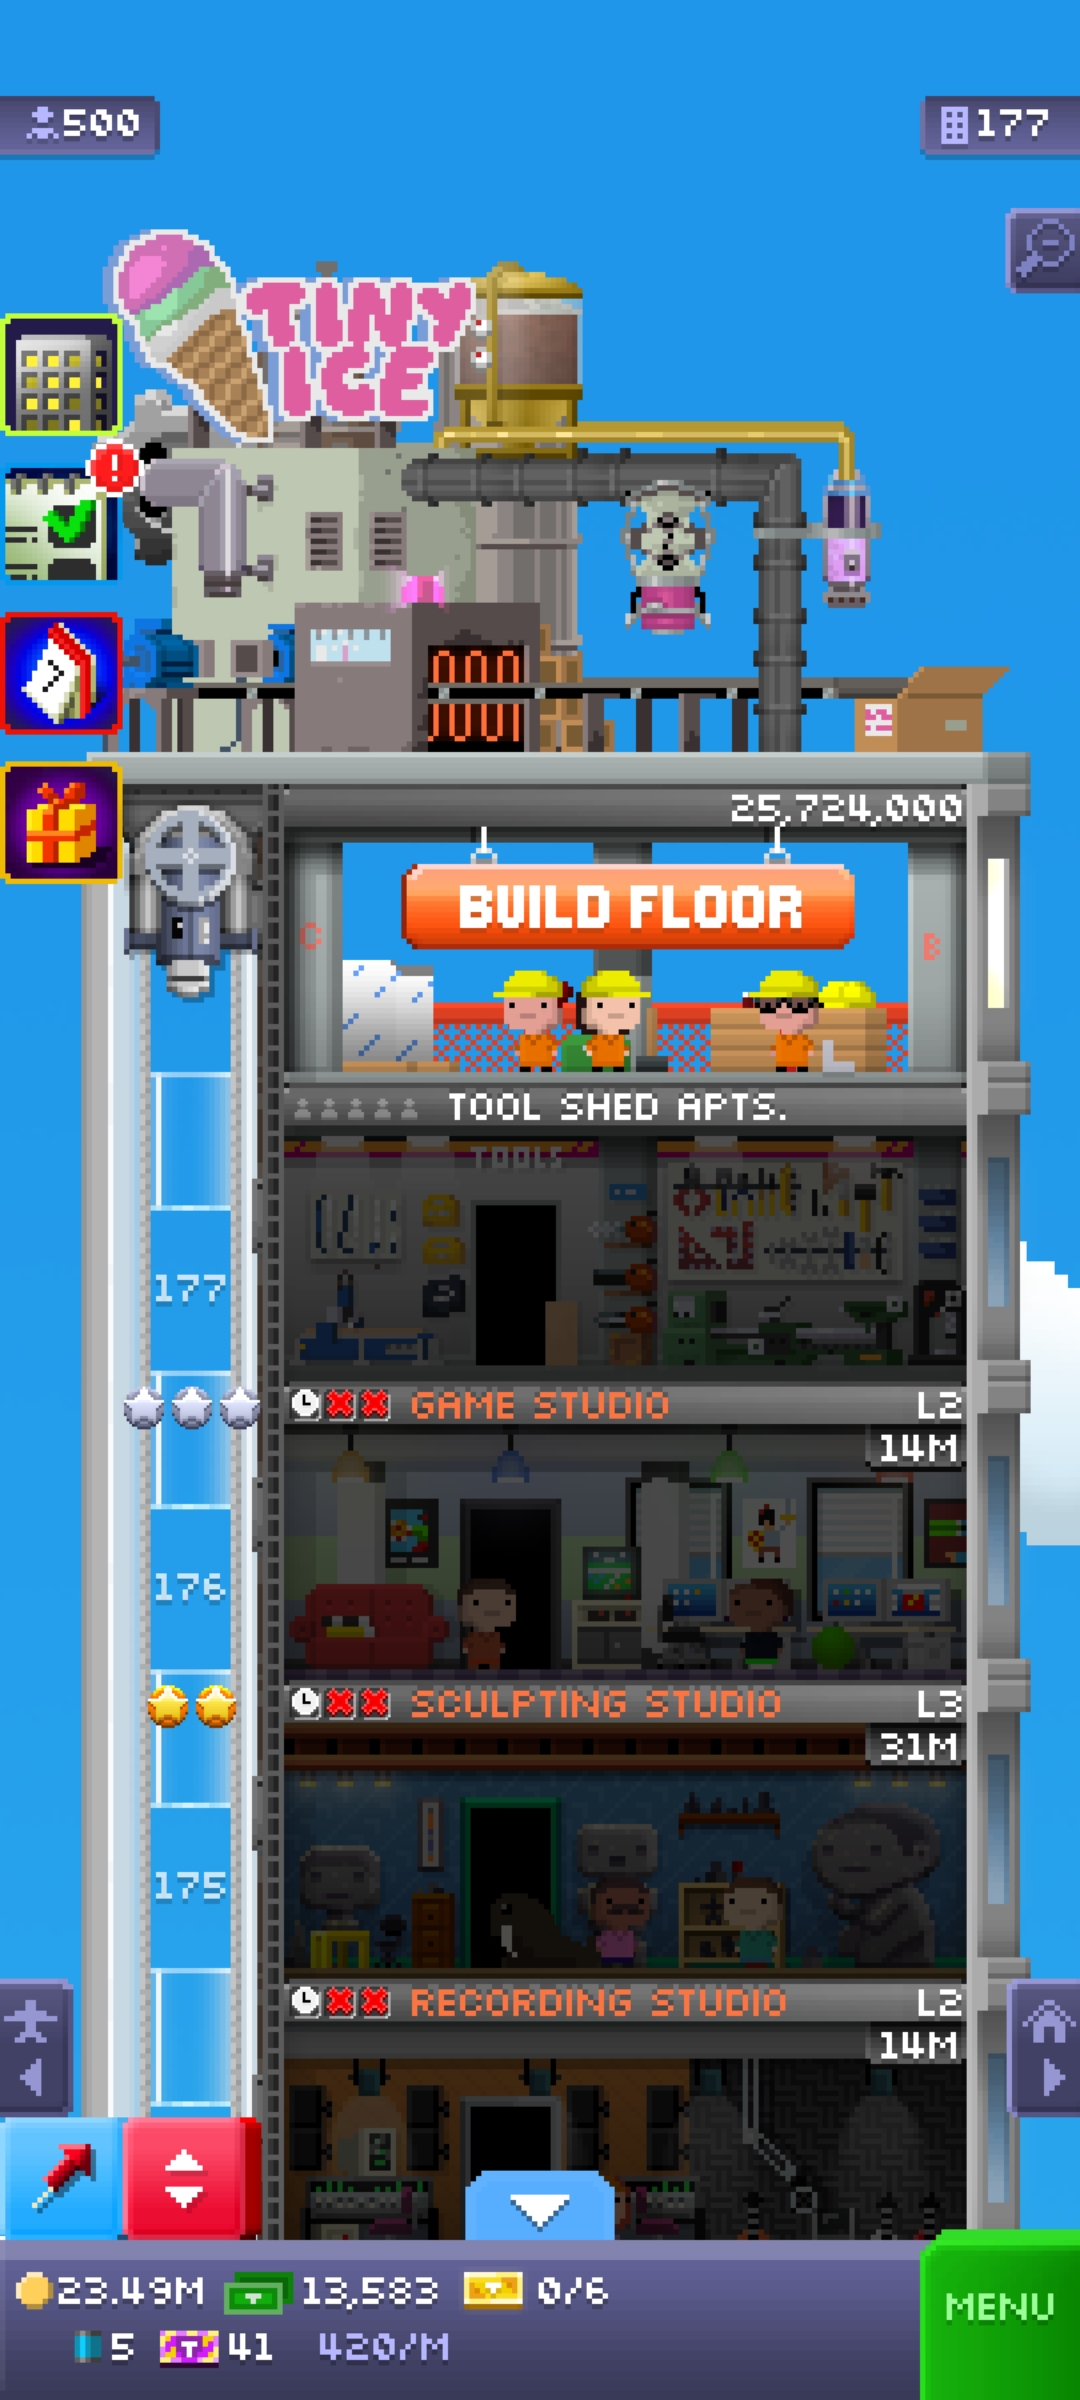 500
177
TINY
ICE
25,724,000
BUILD FLOOR
C
B
TOOL SHED APTS.
TOOLS
177
GAME STUDIO L2
14M
176
SCULPTING STUDIO L3
31M
175
RECORDING STUDIO L2
14M
23.49M 13,583 0/6
MENU
5 T 41 420/M